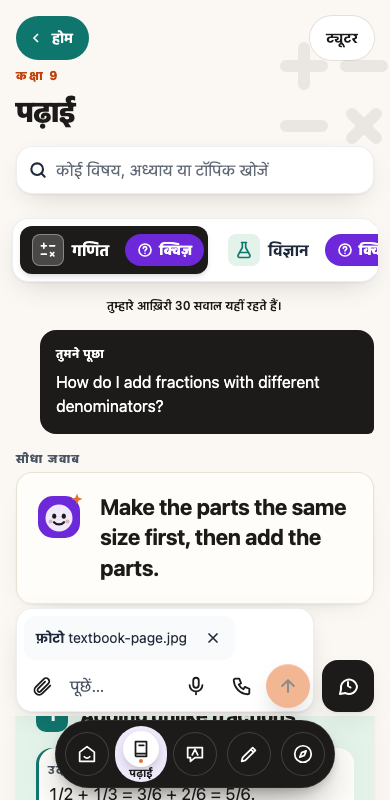 होम
ट्यूटर
कक्षा 9
पढ़ाई
कोई विषय, अध्याय या टॉपिक खोजें
गणित
क्विज़
विज्ञान
तुम्हारे आख़िरी 30 सवाल यहीं रहते हैं।
तुमने पूछा
How do I add fractions with different
denominators?
सीधा जवाब
Make the parts the same
size first, then add the
parts.
फ़ोटो textbook-page.jpg
पूछें...
पढ़ाई
1/2 + 1/3 = 3/6 + 2/6 = 5/6.